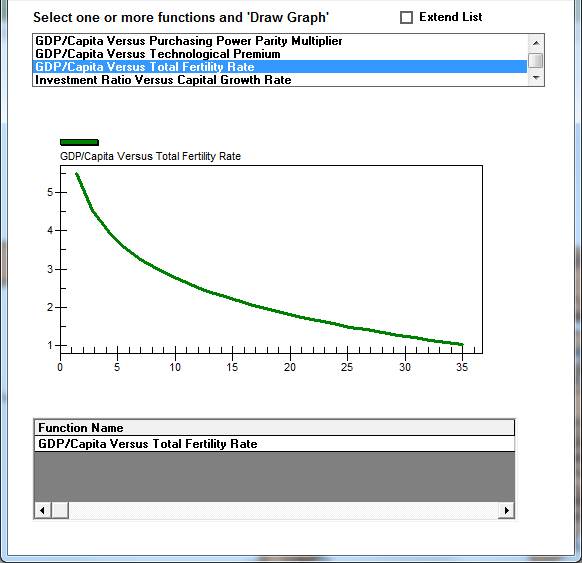 Select one or more functions and 'Draw Graph'
Extend List
GDP/Capita Versus Purchasing Power Parity Multiplier
GDP/Capita Versus Technological Premium
GDP/Capita Versus Total Fertility Rate
Investment Ratio Versus Capital Growth Rate
GDP/Capita Versus Total Fertility Rate
5
4
3
2
1
0 5 10 15 20 25 30 35
Function Name
GDP/Capita Versus Total Fertility Rate